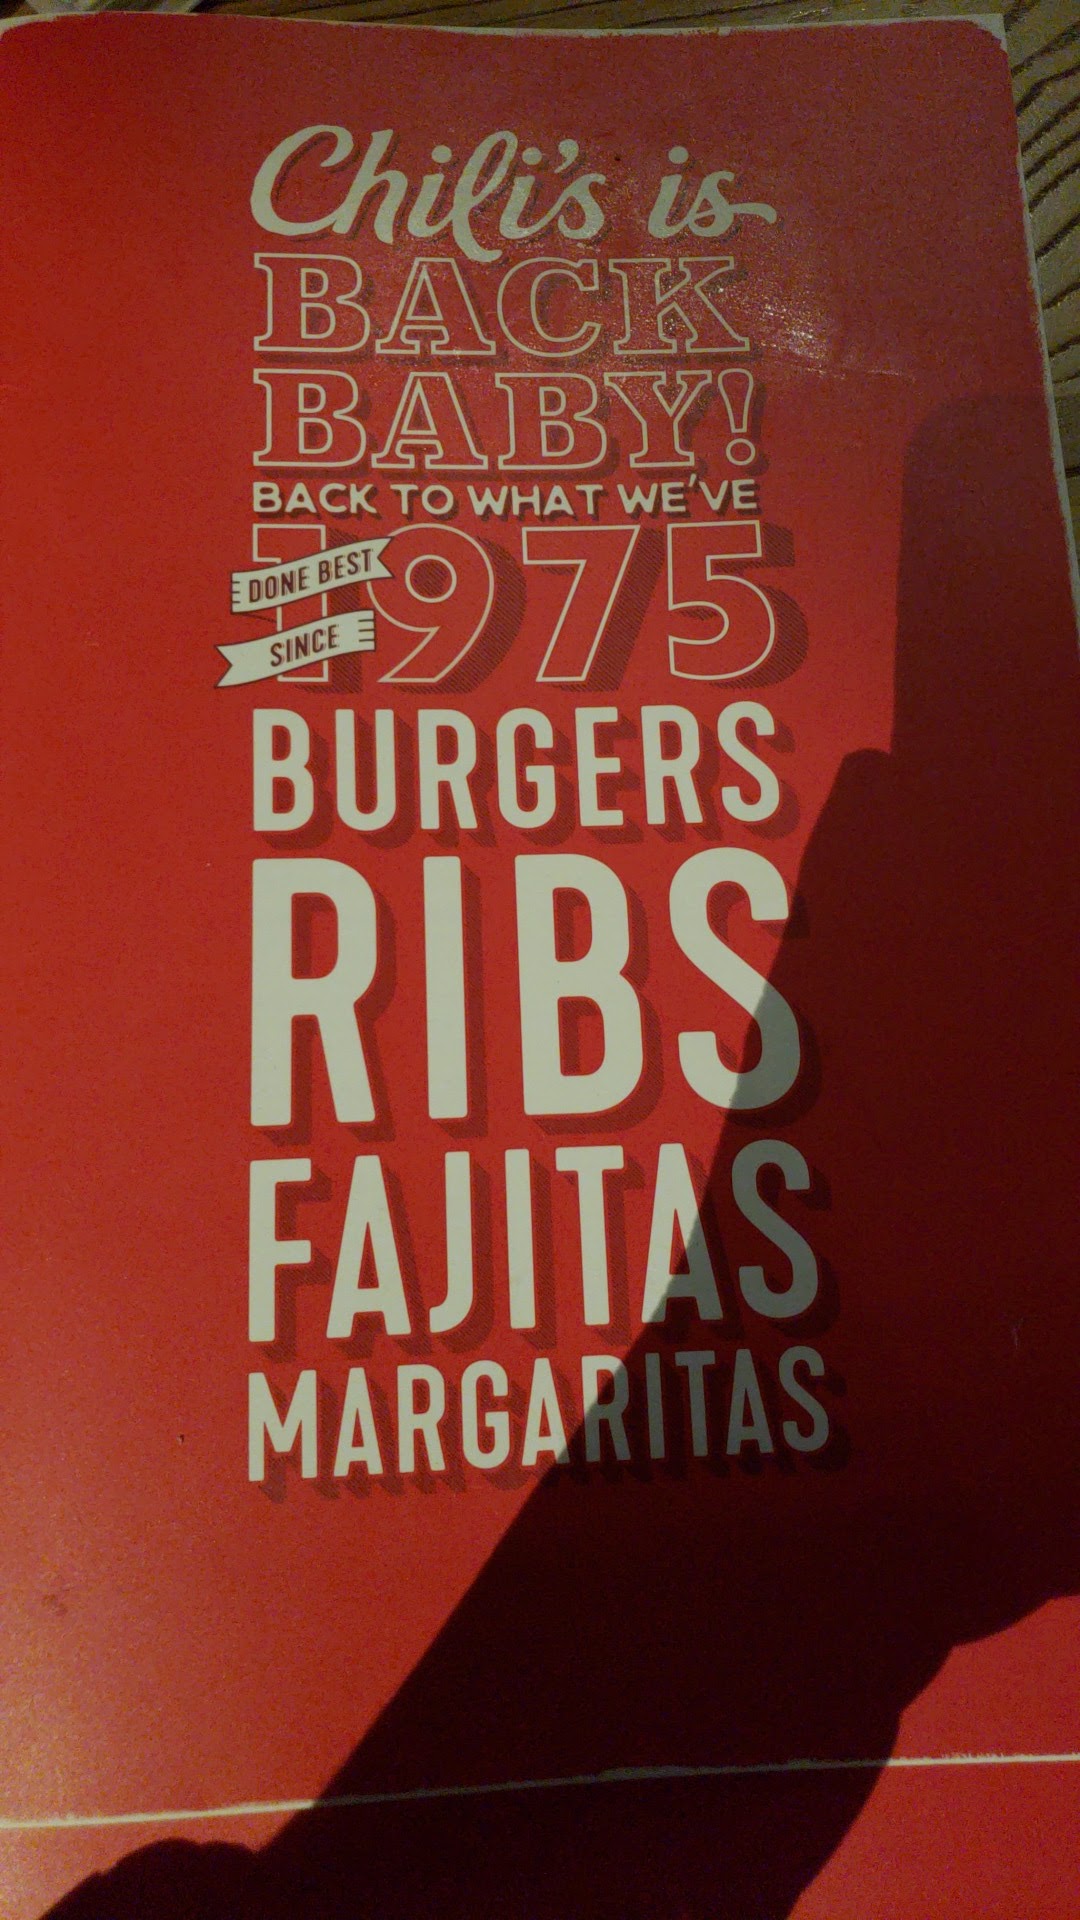 Chili's is
BACK
BABY!
BACK TO WHAT WE'VE
DONE BEST
SINCE
1975
BURGERS
RIBS
FAJITAS
MARGARITAS